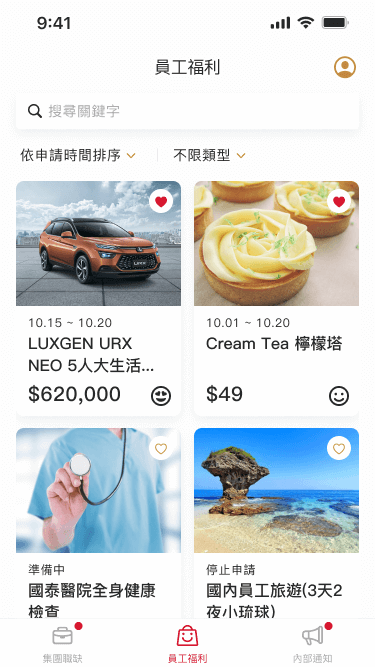 9:41
員工福利
搜尋關鍵字
依申請時間排序 不限類型
10.15 ~ 10.20
LUXGEN URX
NEO 5人大生活...
$620,000
10.01 ~ 10.20
Cream Tea 檸檬塔
$49
準備中
國泰醫院全身健康
檢查
停止申請
國內員工旅遊(3天2
夜小琉球)
集團職缺 員工福利 內部通知